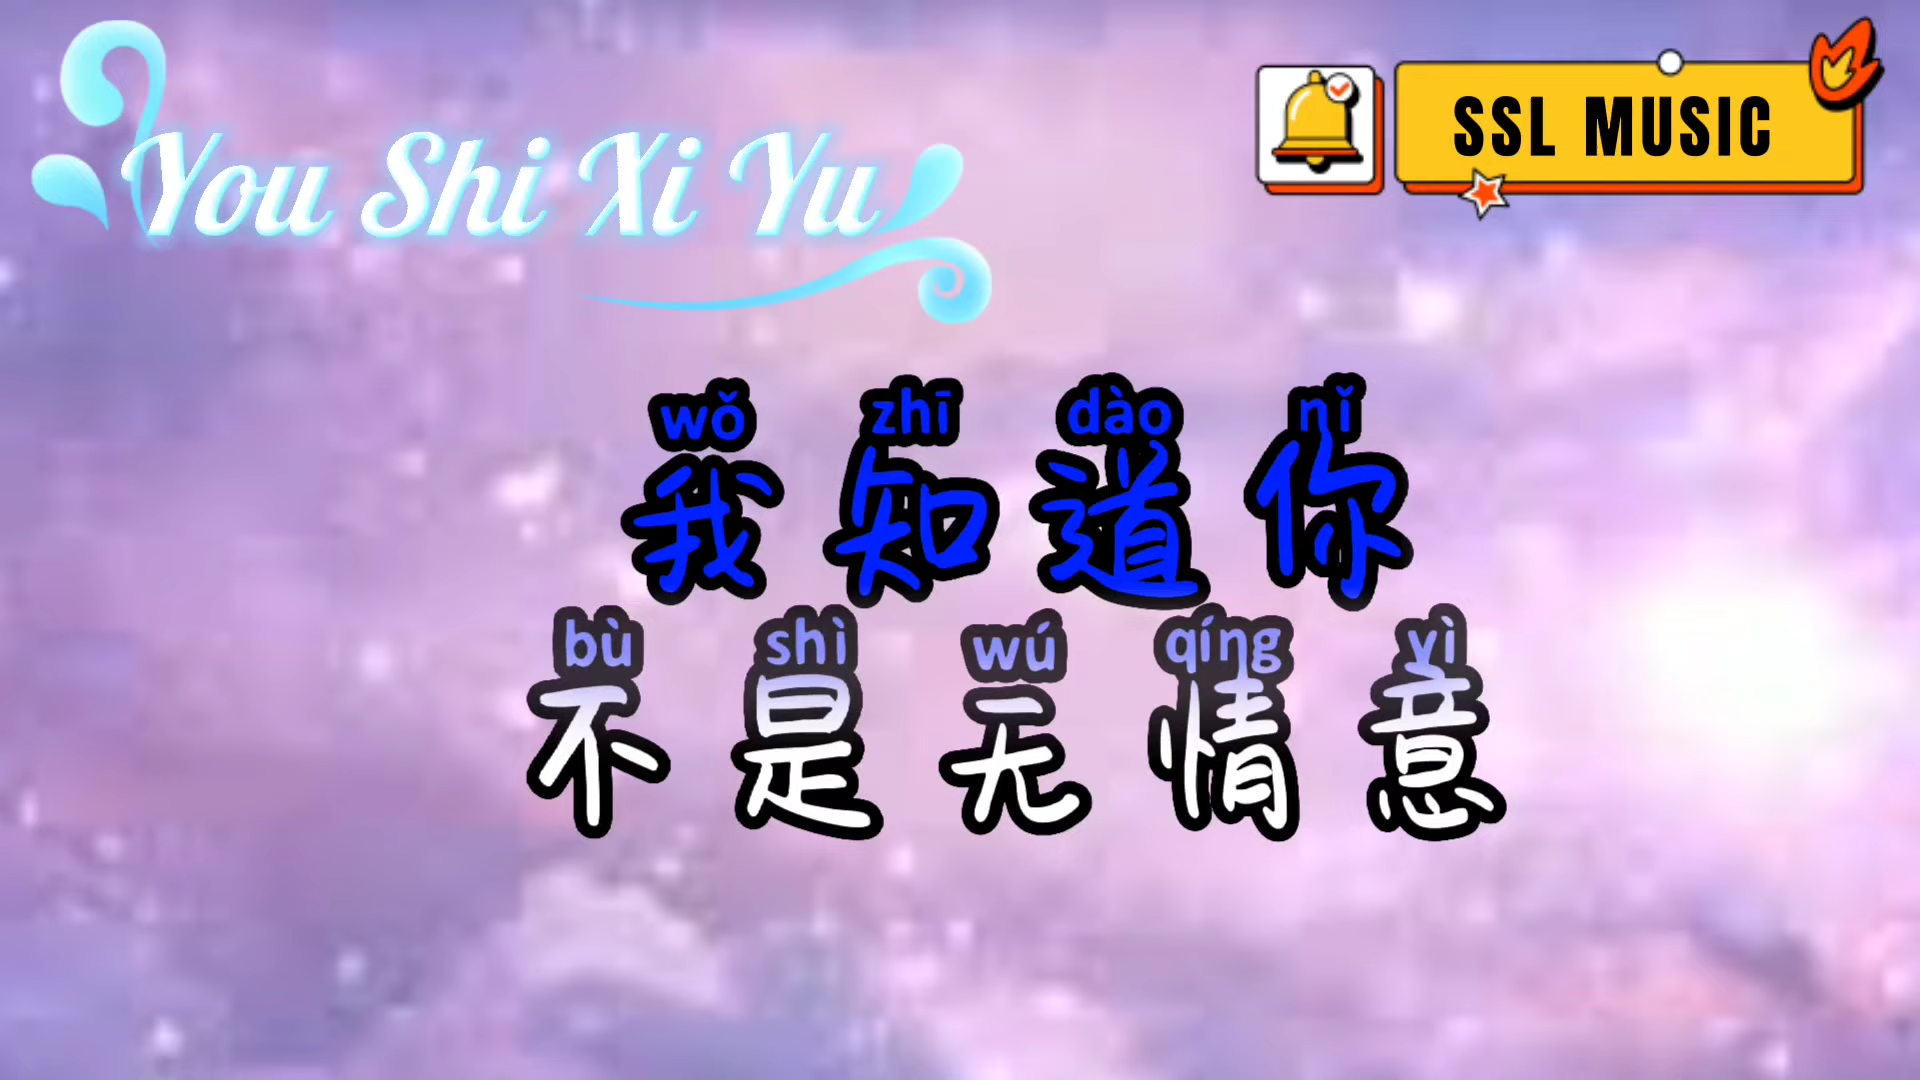 You Shi Xi Yu
SSL MUSIC
wǒ zhī dào nǐ
我知道你
bù shì wú qíng yì
不是无情意